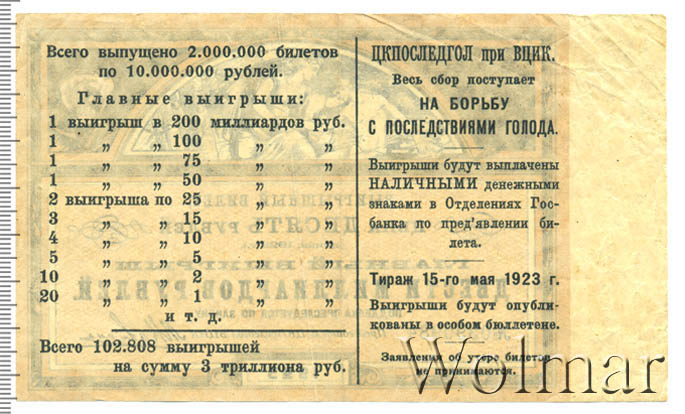 Всего выпущено 2.000.000 билетов
по 10.000.000 рублей.
Главные выигрыши:
1 выигрыш в 200 миллиардов руб.
1 „ „ 100 „ „
1 „ „ 75 „ „
1 „ „ 50 „ „
2 выигрыша по 25 „ „
3 „ „ 15 „ „
4 „ „ 10 „ „
5 „ „ 5 „ „
10 „ „ 2 „ „
20 „ „ 1 „ „
и т. д.
Всего 102.808 выигрышей
на сумму 3 триллиона руб.
ЦКПОСЛЕДГОЛ при ВЦИК.
Весь сбор поступает
НА БОРЬБУ
С ПОСЛЕДСТВИЯМИ ГОЛОДА.
Выигрыши будут выплачены
НАЛИЧНЫМИ денежными
знаками в Отделениях Гос-
банка по пред'явлении би-
лета.
Тираж 15-го мая 1923 г.
Выигрыши будут опубли-
кованы в особом бюллетене.
Заявления об утере билетов
не принимаются.
Wolmar